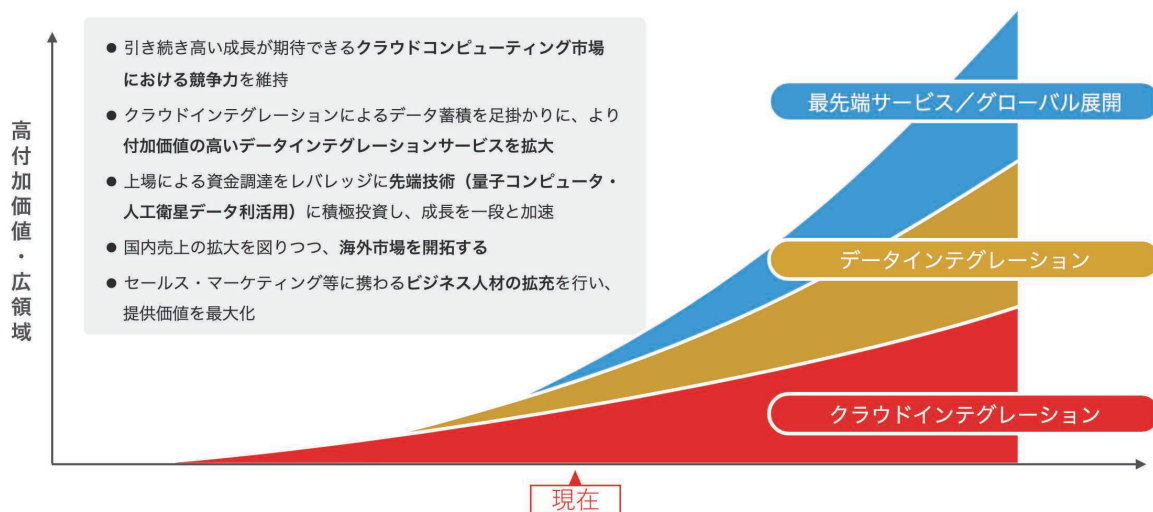 高付加価値・広領域
● 引き続き高い成長が期待できるクラウドコンピューティング市場
における競争力を維持
● クラウドインテグレーションによるデータ蓄積を足掛かりに、より
付加価値の高いデータインテグレーションサービスを拡大
● 上場による資金調達をレバレッジに先端技術（量子コンピュータ・
人工衛星データ利活用）に積極投資し、成長を一段と加速
● 国内売上の拡大を図りつつ、海外市場を開拓する
● セールス・マーケティング等に携わるビジネス人材の拡充を行い、
提供価値を最大化
最先端サービス／グローバル展開
データインテグレーション
クラウドインテグレーション
現在